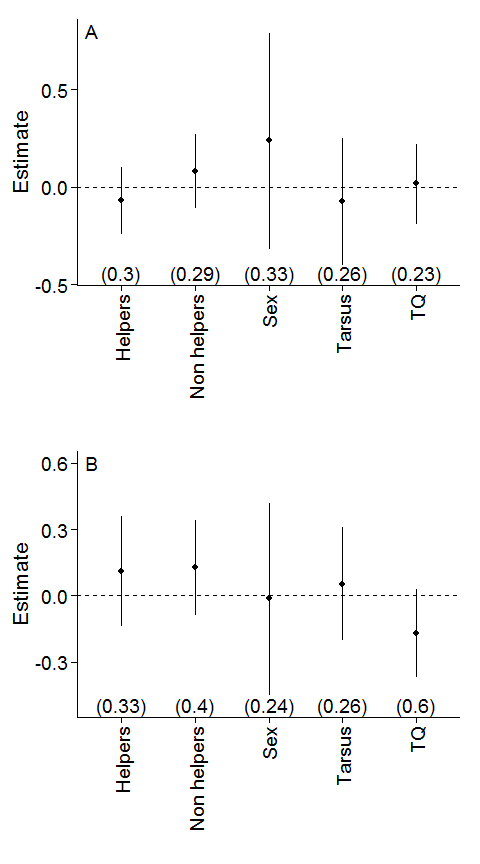 A
Estimate
0.5
0.0
-0.5
(0.3) (0.29) (0.33) (0.26) (0.23)
Helpers
Non helpers
Sex
Tarsus
TQ
B
Estimate
0.6
0.3
0.0
-0.3
(0.33) (0.4) (0.24) (0.26) (0.6)
Helpers
Non helpers
Sex
Tarsus
TQ